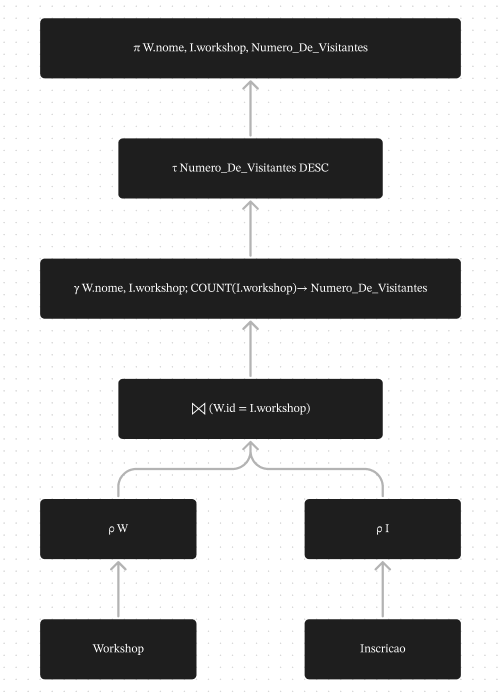 π W.nome, I.workshop, Numero_De_Visitantes
τ Numero_De_Visitantes DESC
γ W.nome, I.workshop; COUNT(I.workshop)→ Numero_De_Visitantes
⋈ (W.id = I.workshop)
ρ W
ρ I
Workshop
Inscricao